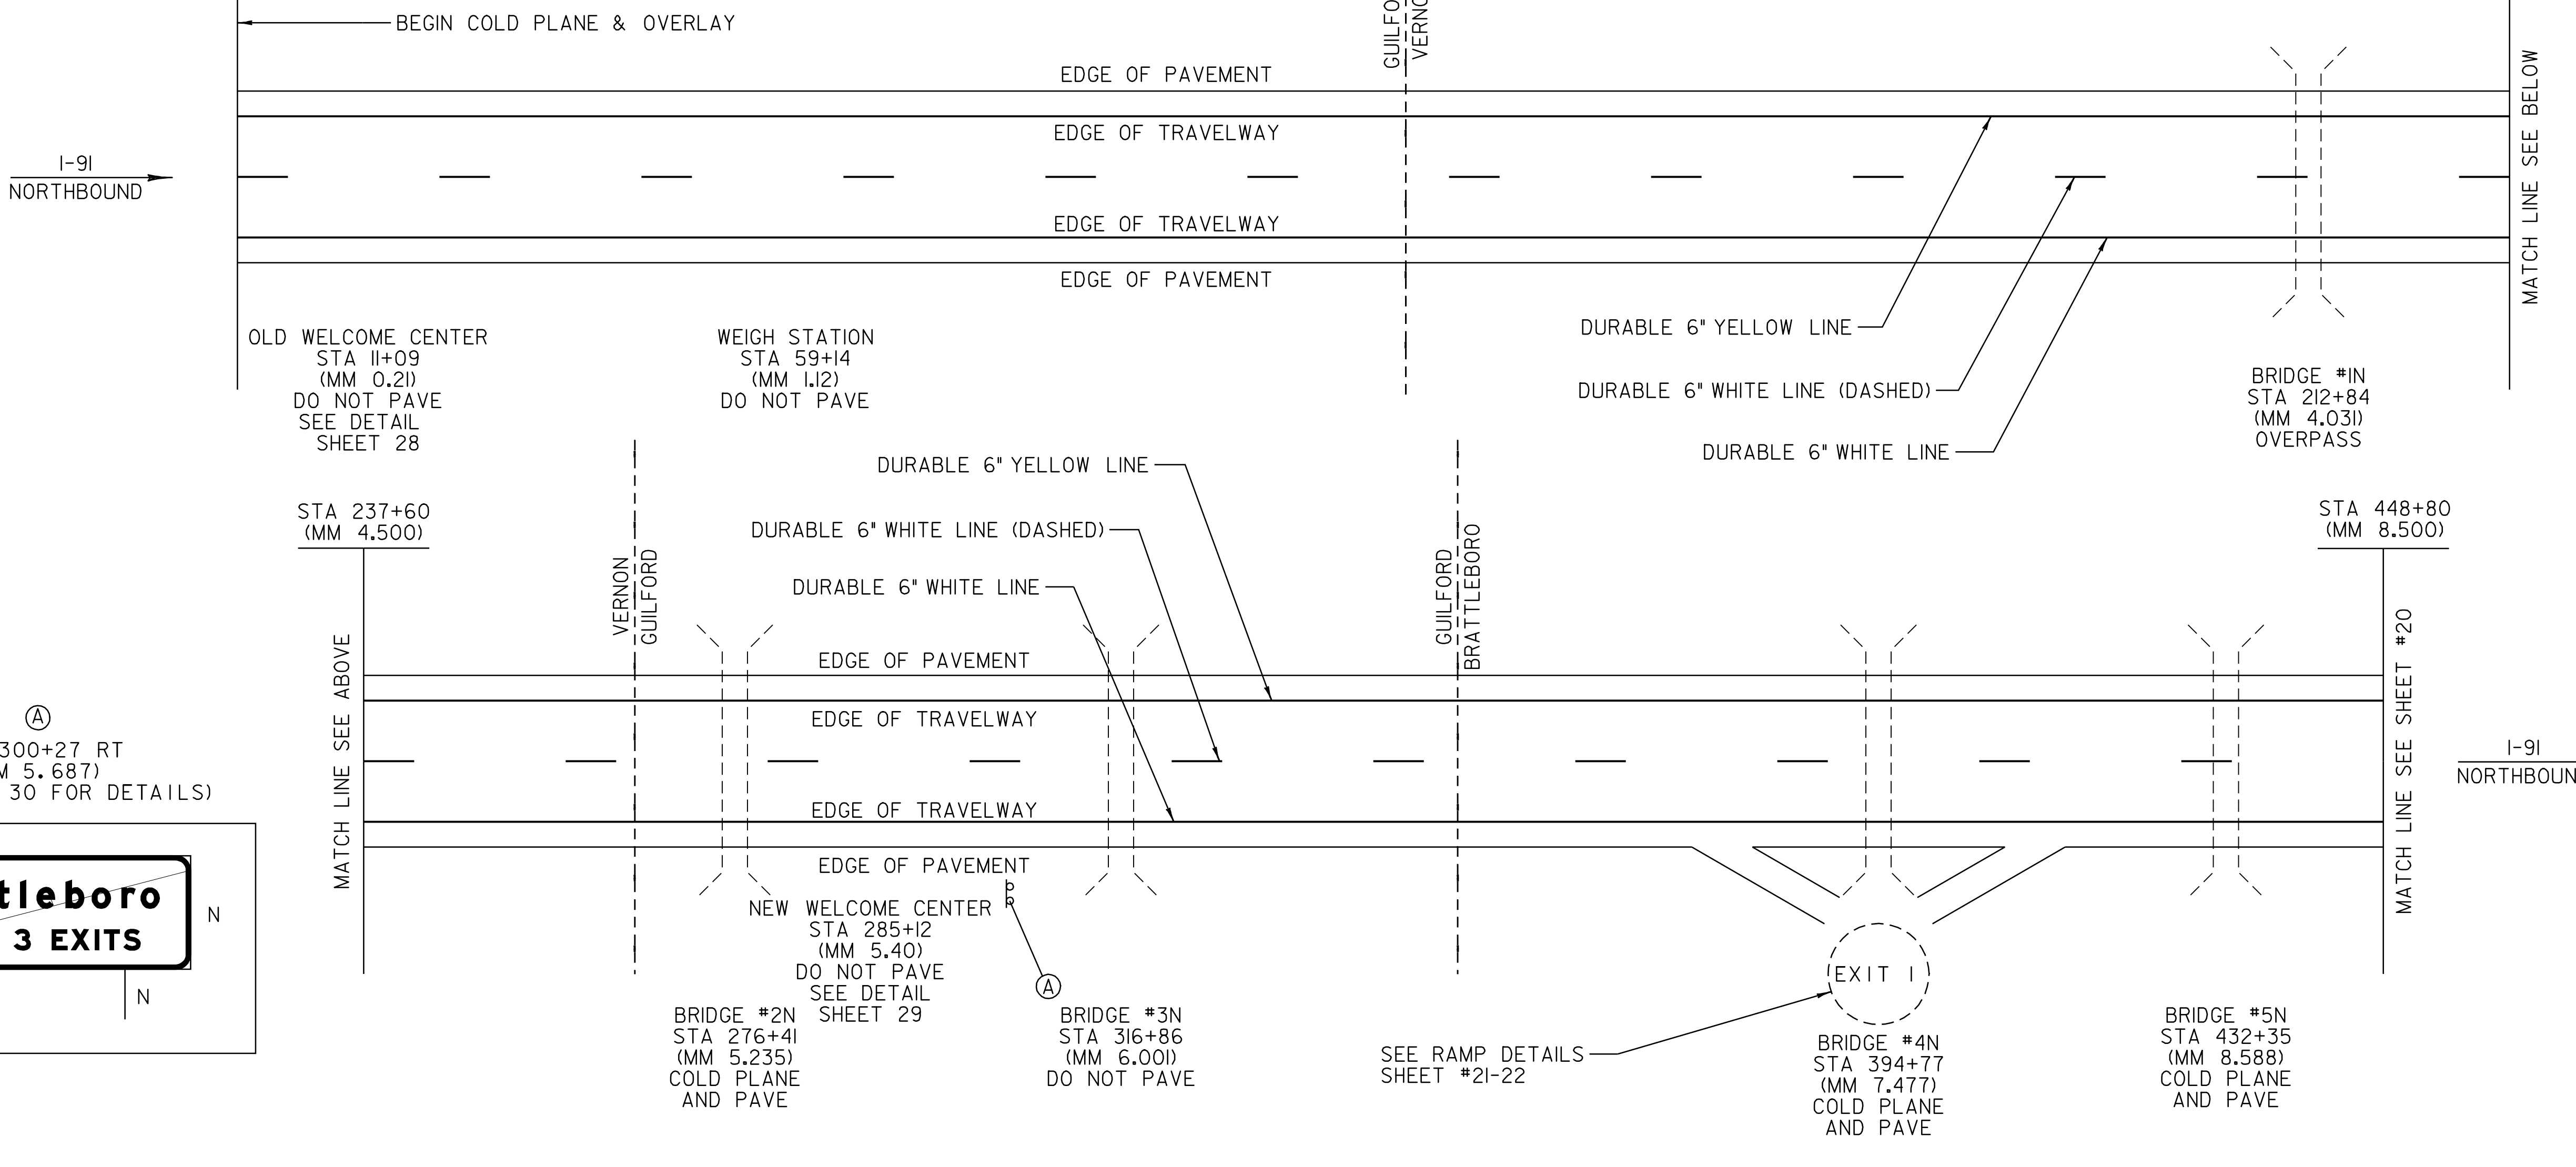 BEGIN COLD PLANE & OVERLAY
EDGE OF PAVEMENT
EDGE OF TRAVELWAY
I-91
NORTHBOUND
EDGE OF TRAVELWAY
EDGE OF PAVEMENT
MATCH LINE SEE BELOW
OLD WELCOME CENTER
STA 11+09
(MM 0.21)
DO NOT PAVE
SEE DETAIL
SHEET 28
WEIGH STATION
STA 59+14
(MM 1.12)
DO NOT PAVE
DURABLE 6" YELLOW LINE
DURABLE 6" WHITE LINE (DASHED)
DURABLE 6" WHITE LINE
BRIDGE #1N
STA 212+84
(MM 4.031)
OVERPASS
STA 237+60
(MM 4.500)
DURABLE 6" YELLOW LINE
DURABLE 6" WHITE LINE (DASHED)
DURABLE 6" WHITE LINE
STA 448+80
(MM 8.500)
MATCH LINE SEE ABOVE
VERNON
GUILFORD
GUILFORD
BRATTLEBORO
MATCH LINE SEE SHEET #20
EDGE OF PAVEMENT
EDGE OF TRAVELWAY
EDGE OF TRAVELWAY
EDGE OF PAVEMENT
I-91
A
300+27 RT
5.687)
30 FOR DETAILS)
3 EXITS
N
N
NEW WELCOME CENTER
STA 285+12
(MM 5.40)
DO NOT PAVE
SEE DETAIL
SHEET 29
A
BRIDGE #2N
STA 276+41
(MM 5.235)
COLD PLANE
AND PAVE
BRIDGE #3N
STA 316+86
(MM 6.001)
DO NOT PAVE
EXIT 1
SEE RAMP DETAILS
SHEET #21-22
BRIDGE #4N
STA 394+77
(MM 7.477)
COLD PLANE
AND PAVE
BRIDGE #5N
STA 432+35
(MM 8.588)
COLD PLANE
AND PAVE